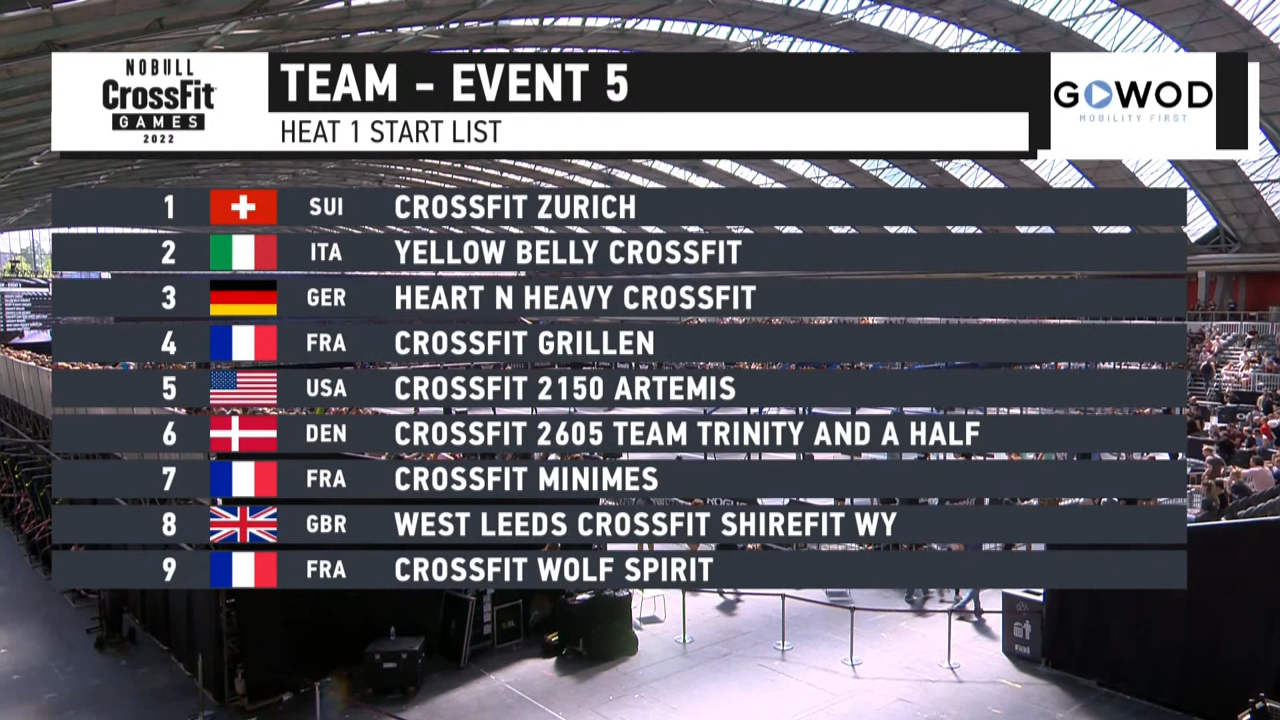 NOBULL
CrossFit
GAMES
2022
TEAM - EVENT 5
HEAT 1 START LIST
GOWOD
MOBILITY FIRST
1 SUI CROSSFIT ZURICH
2 ITA YELLOW BELLY CROSSFIT
3 GER HEART N HEAVY CROSSFIT
4 FRA CROSSFIT GRILLEN
5 USA CROSSFIT 2150 ARTEMIS
6 DEN CROSSFIT 2605 TEAM TRINITY AND A HALF
7 FRA CROSSFIT MINIMES
8 GBR WEST LEEDS CROSSFIT SHIREFIT WY
9 FRA CROSSFIT WOLF SPIRIT